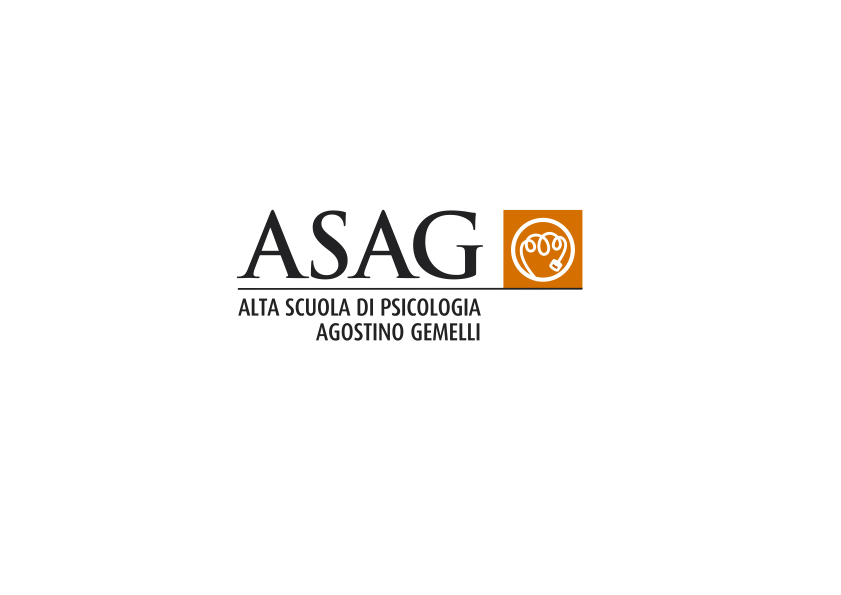 ASAG
ALTA SCUOLA DI PSICOLOGIA
AGOSTINO GEMELLI